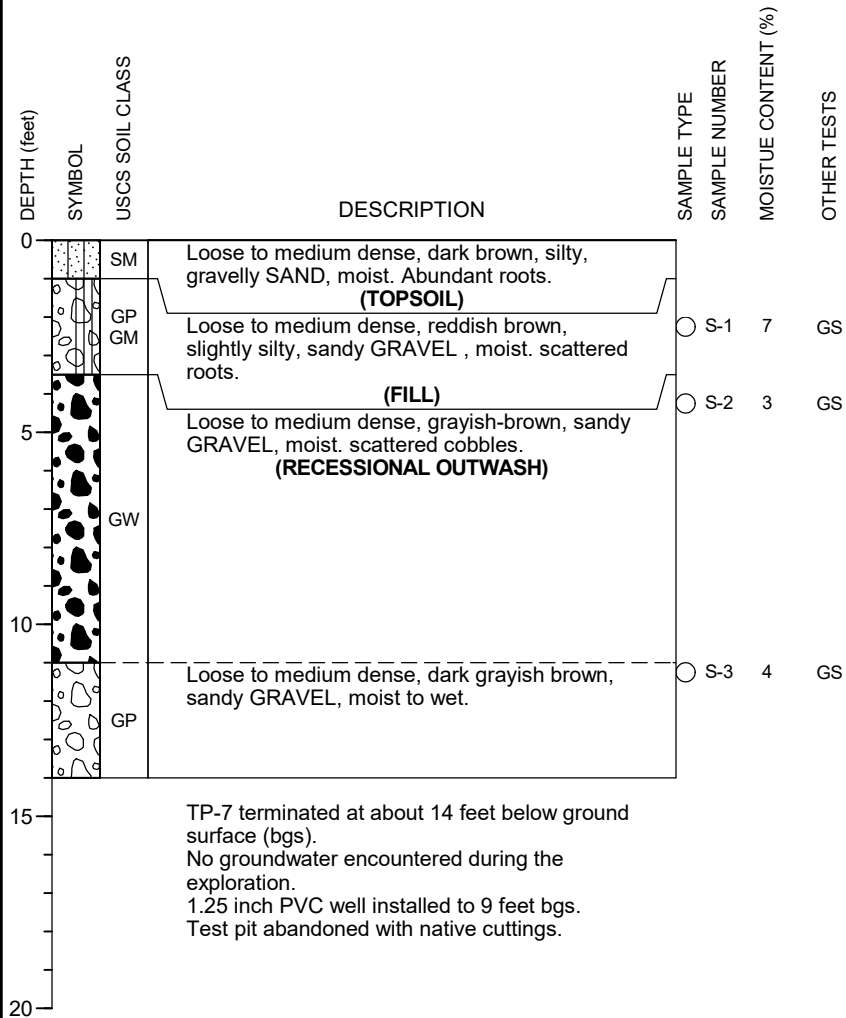 DEPTH (feet)
SYMBOL
USCS SOIL CLASS
DESCRIPTION
SAMPLE TYPE
SAMPLE NUMBER
MOISTUE CONTENT (%)
OTHER TESTS
0
SM
Loose to medium dense, dark brown, silty,
gravelly SAND, moist. Abundant roots.
(TOPSOIL)
GP
GM
Loose to medium dense, reddish brown,
slightly silty, sandy GRAVEL , moist. scattered
roots.
S-1 7 GS
(FILL)
S-2 3 GS
5
Loose to medium dense, grayish-brown, sandy
GRAVEL, moist. scattered cobbles.
(RECESSIONAL OUTWASH)
GW
10
Loose to medium dense, dark grayish brown,
sandy GRAVEL, moist to wet.
S-3 4 GS
GP
15
TP-7 terminated at about 14 feet below ground
surface (bgs).
No groundwater encountered during the
exploration.
1.25 inch PVC well installed to 9 feet bgs.
Test pit abandoned with native cuttings.
20